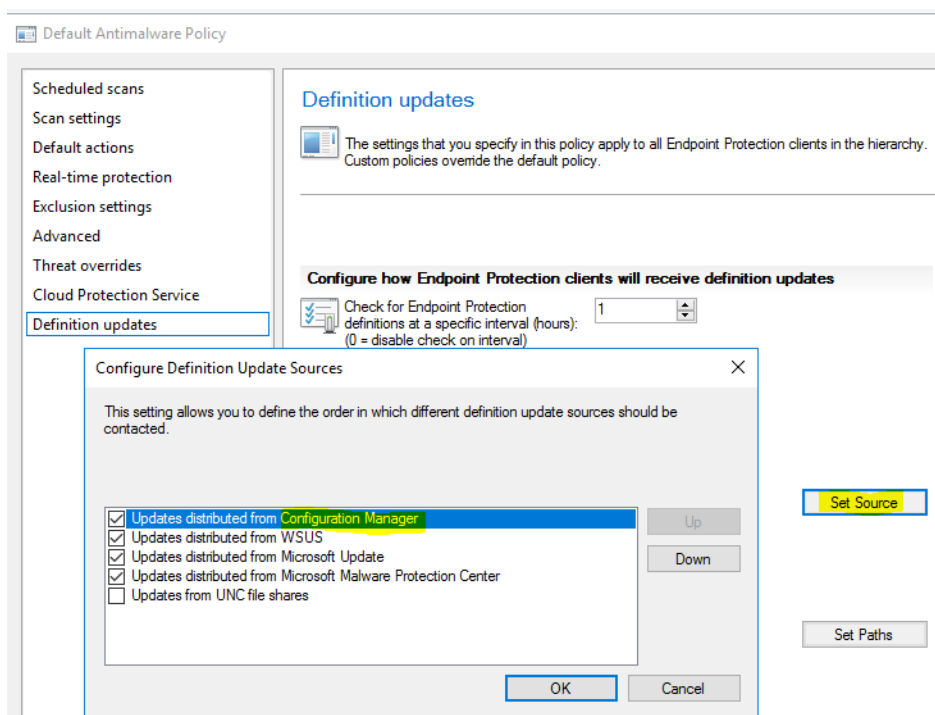 Default Antimalware Policy
Scheduled scans
Scan settings
Default actions
Real-time protection
Exclusion settings
Advanced
Threat overrides
Cloud Protection Service
Definition updates
Definition updates
The settings that you specify in this policy apply to all Endpoint Protection clients in the hierarchy.
Custom policies override the default policy.
Configure how Endpoint Protection clients will receive definition updates
Check for Endpoint Protection
definitions at a specific interval (hours):
(0 = disable check on interval)
1
Configure Definition Update Sources
This setting allows you to define the order in which different definition update sources should be
contacted.
Updates distributed from Configuration Manager
Updates distributed from WSUS
Updates distributed from Microsoft Update
Updates distributed from Microsoft Malware Protection Center
Updates from UNC file shares
Up
Down
OK
Cancel
Set Source
Set Paths